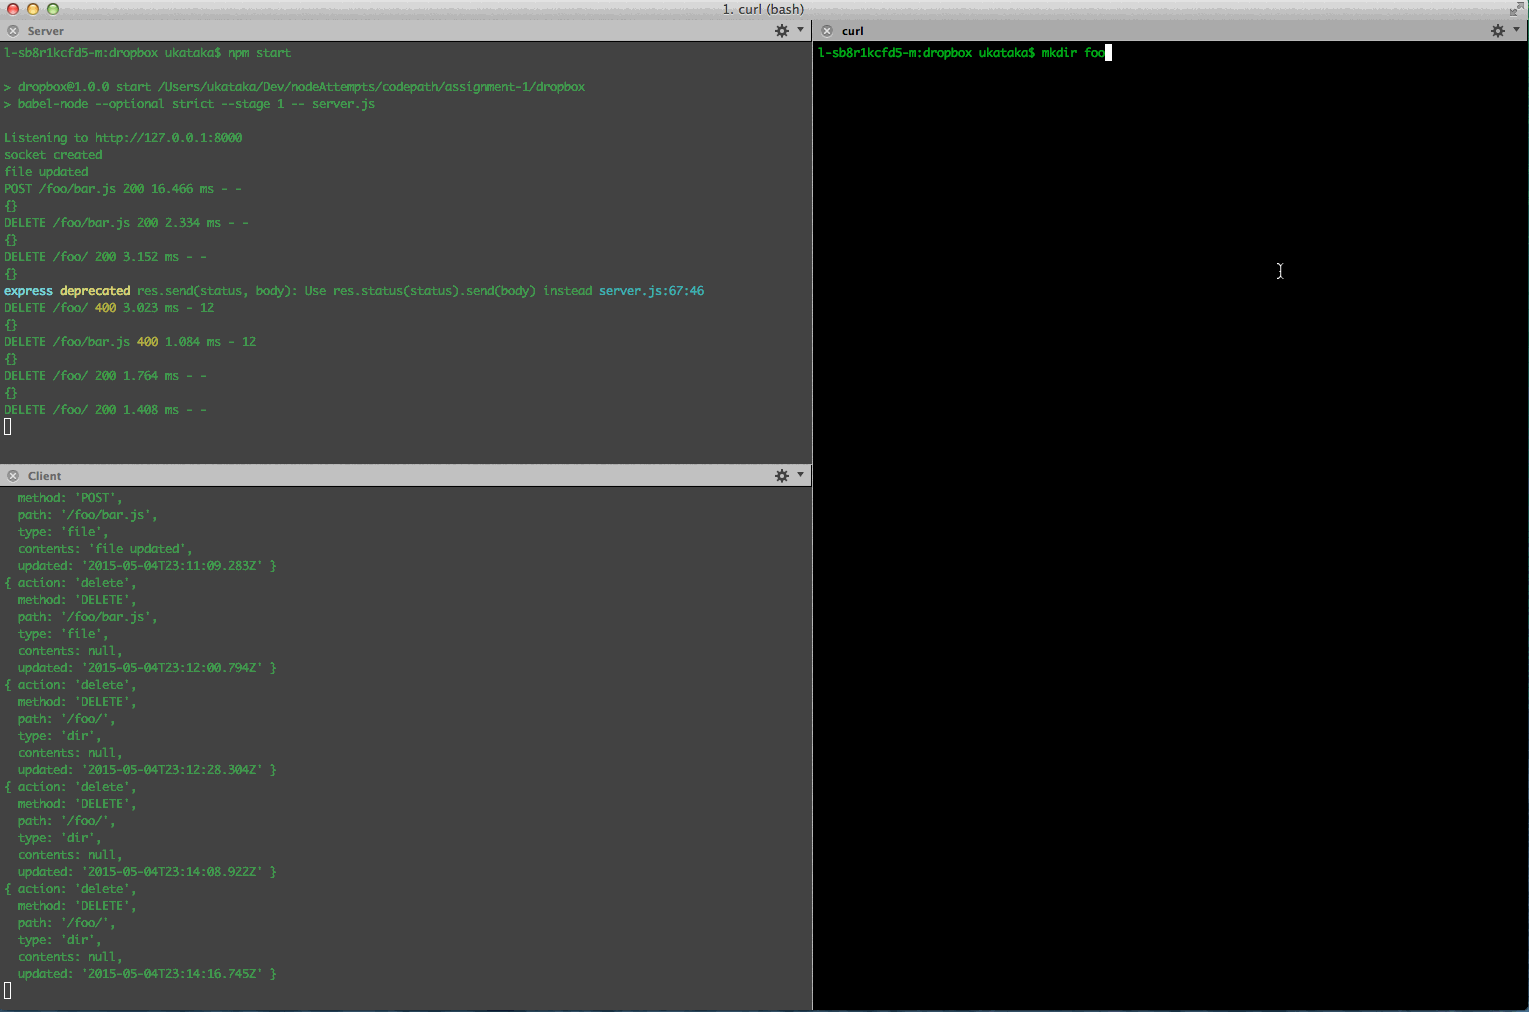 1. curl (bash)
Server
l-sb8r1kcfd5-m:dropbox ukataka$ npm start
> dropbox@1.0.0 start /Users/ukataka/Dev/nodeAttempts/codepath/assignment-1/dropbox
> babel-node --optional strict --stage 1 -- server.js
Listening to http://127.0.0.1:8000
socket created
file updated
POST /foo/bar.js 200 16.466 ms - -
{}
DELETE /foo/bar.js 200 2.334 ms - -
{}
DELETE /foo/ 200 3.152 ms - -
{}
express deprecated res.send(status, body): Use res.status(status).send(body) instead server.js:67:46
DELETE /foo/ 400 3.023 ms - 12
{}
DELETE /foo/bar.js 400 1.084 ms - 12
{}
DELETE /foo/ 200 1.764 ms - -
{}
DELETE /foo/ 200 1.408 ms - -
Client
method: 'POST',
path: '/foo/bar.js',
type: 'file',
contents: 'file updated',
updated: '2015-05-04T23:11:09.283Z' }
{ action: 'delete',
method: 'DELETE',
path: '/foo/bar.js',
type: 'file',
contents: null,
updated: '2015-05-04T23:12:00.794Z' }
{ action: 'delete',
method: 'DELETE',
path: '/foo/',
type: 'dir',
contents: null,
updated: '2015-05-04T23:12:28.304Z' }
{ action: 'delete',
method: 'DELETE',
path: '/foo/',
type: 'dir',
contents: null,
updated: '2015-05-04T23:14:08.922Z' }
{ action: 'delete',
method: 'DELETE',
path: '/foo/',
type: 'dir',
contents: null,
updated: '2015-05-04T23:14:16.745Z' }
curl
l-sb8r1kcfd5-m:dropbox ukataka$ mkdir foo